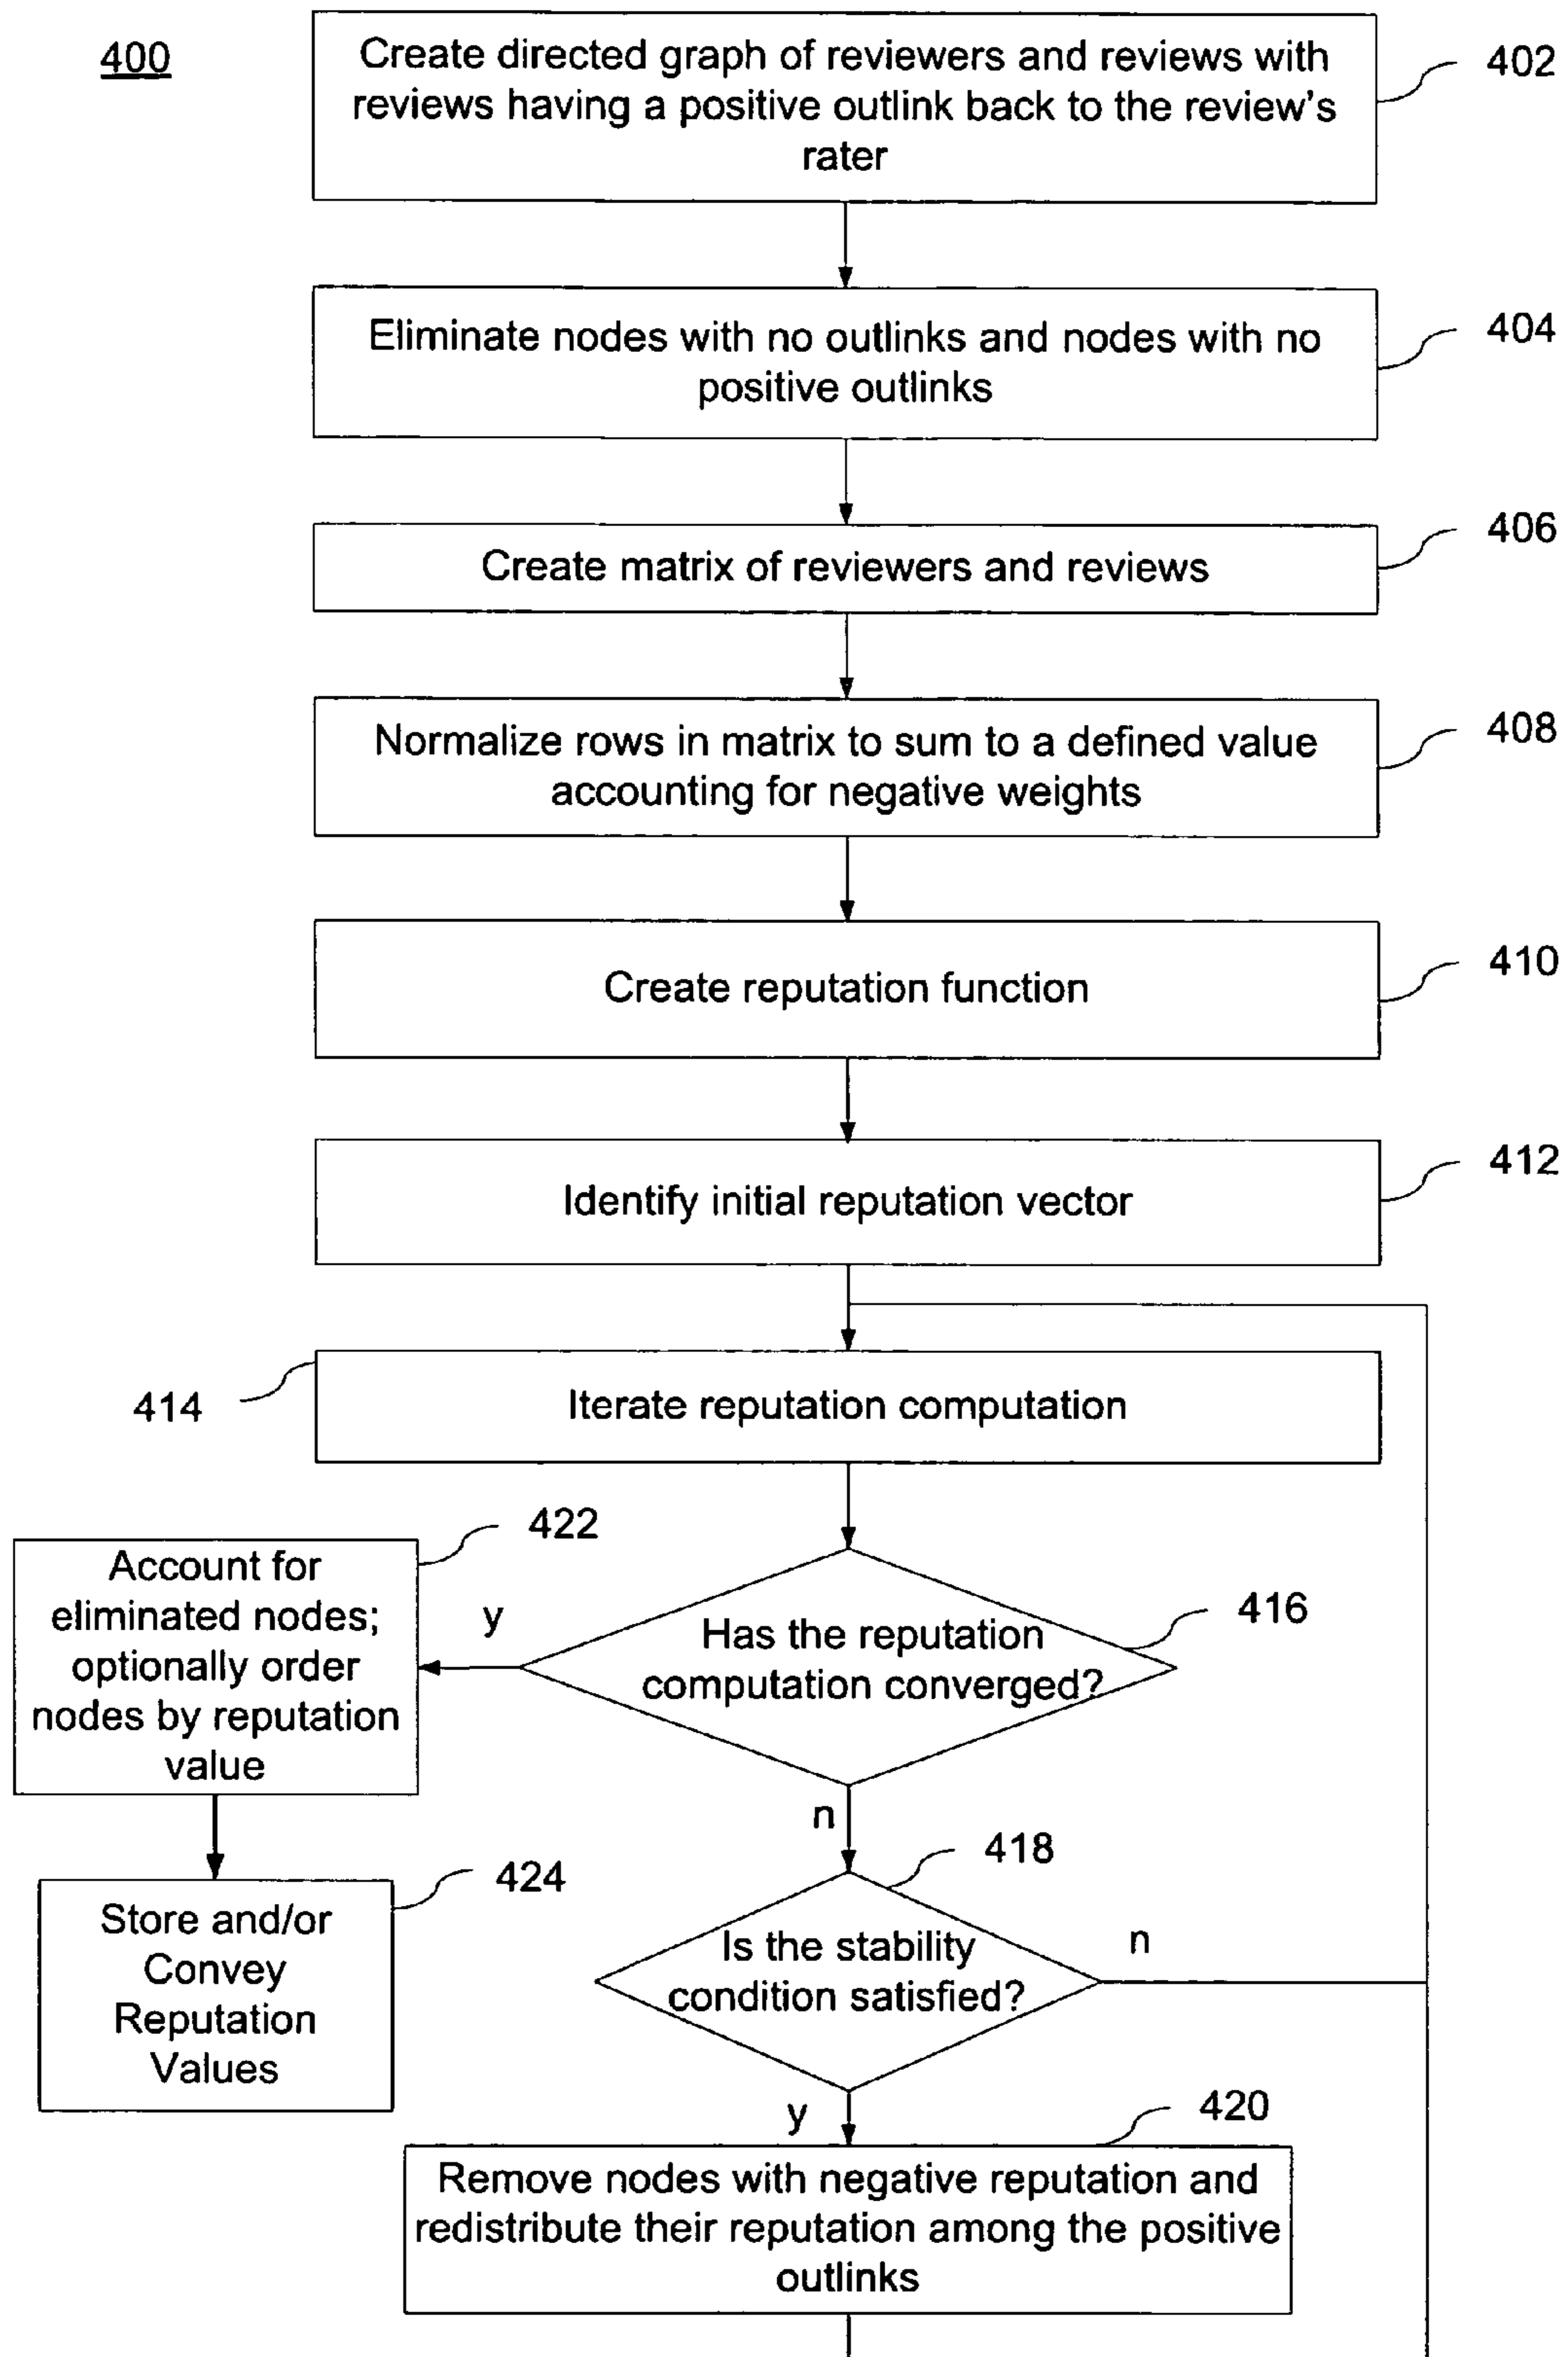 400
Create directed graph of reviewers and reviews with
reviews having a positive outlink back to the review's
rater
402
Eliminate nodes with no outlinks and nodes with no
positive outlinks
404
Create matrix of reviewers and reviews
406
Normalize rows in matrix to sum to a defined value
accounting for negative weights
408
Create reputation function
410
Identify initial reputation vector
412
Iterate reputation computation
414
Has the reputation
computation converged?
416
y
n
Account for
eliminated nodes;
optionally order
nodes by reputation
value
422
Store and/or
Convey
Reputation
Values
424
Is the stability
condition satisfied?
418
n
y
Remove nodes with negative reputation and
redistribute their reputation among the positive
outlinks
420